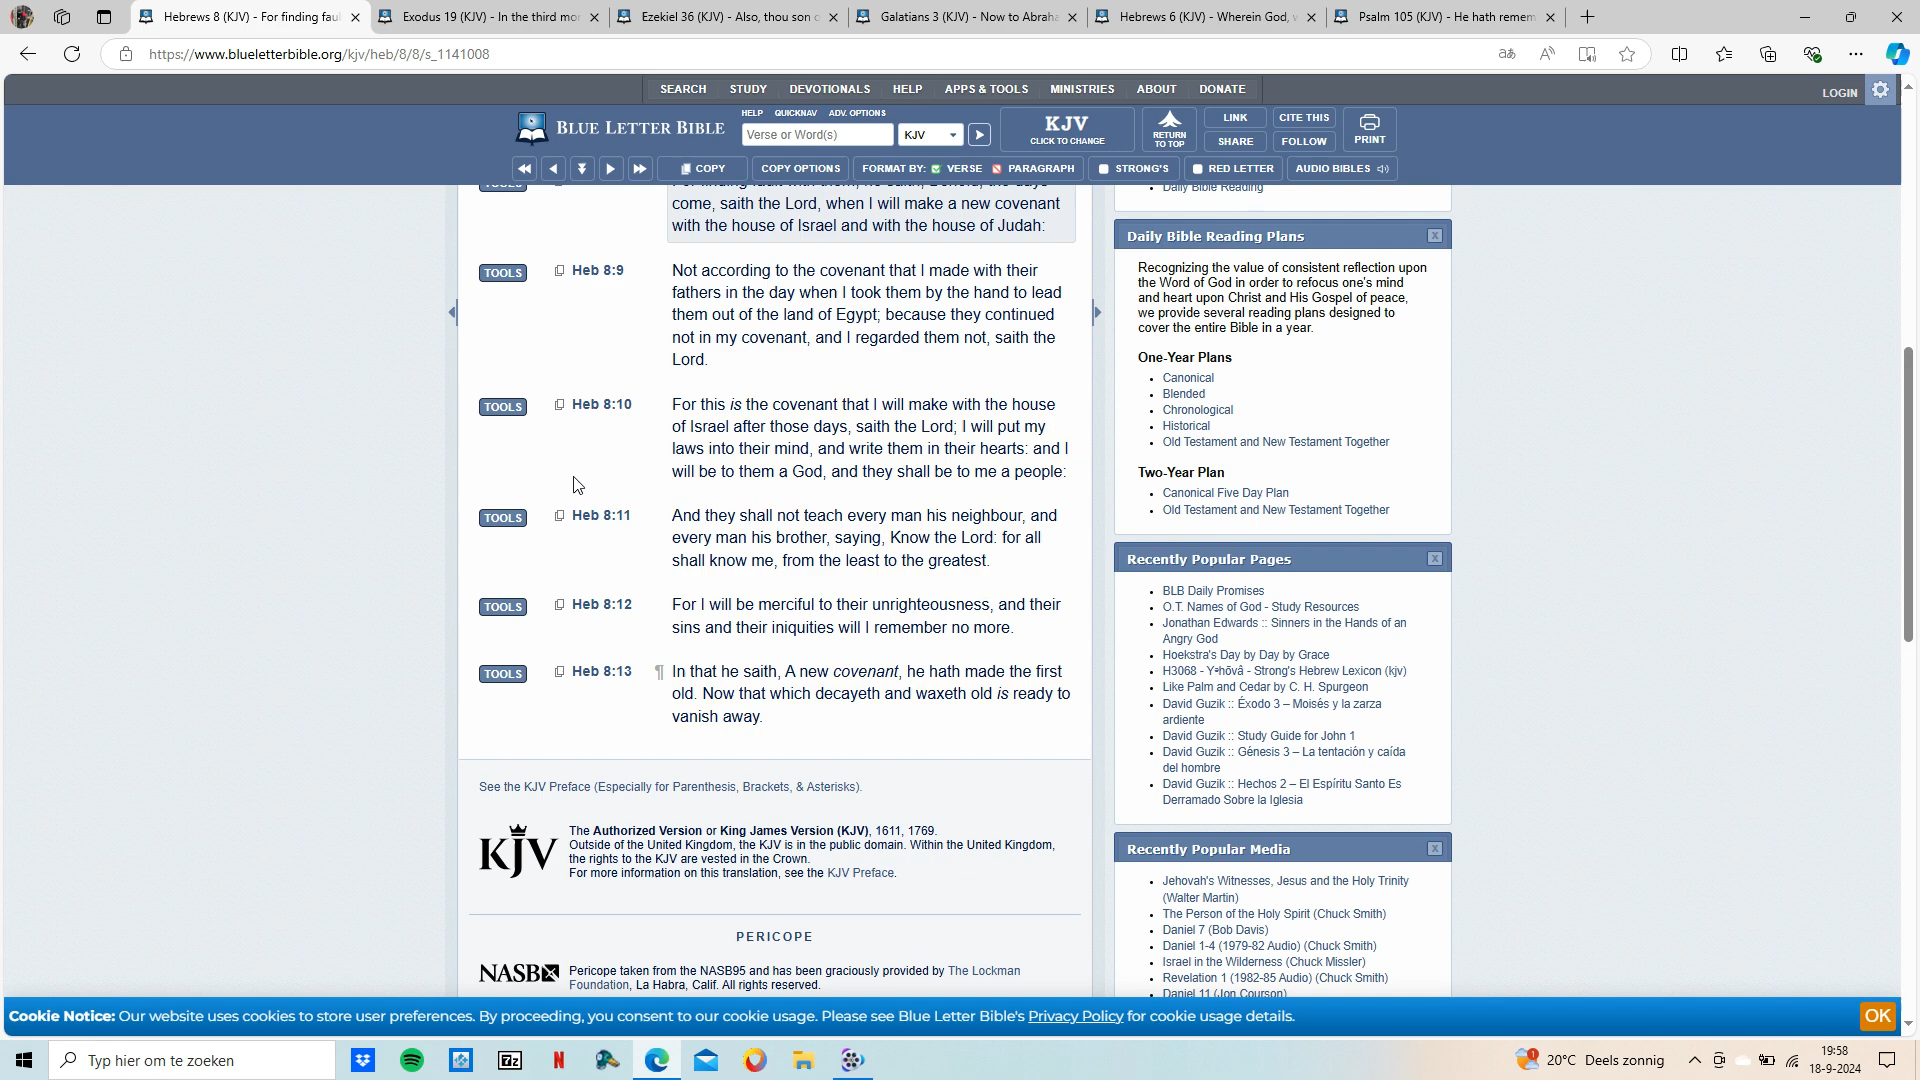 Hebrews 8 (KJV) - For finding faul
Exodus 19 (KJV) - In the third mor
Ezekiel 36 (KJV) - Also, thou son o
Galatians 3 (KJV) - Now to Abraha
Hebrews 6 (KJV) - Wherein God, w
Psalm 105 (KJV) - He hath remem
https://www.blueletterbible.org/kjv/heb/8/8/s_1141008
SEARCH STUDY DEVOTIONALS HELP APPS & TOOLS MINISTRIES ABOUT DONATE
LOGIN
BLUE LETTER BIBLE
HELP QUICKNAV ADV. OPTIONS
Verse or Word(s)
KJV
KJV
CLICK TO CHANGE
RETURN
TO TOP
LINK
CITE THIS
SHARE
FOLLOW
PRINT
COPY COPY OPTIONS FORMAT BY: VERSE PARAGRAPH STRONG'S RED LETTER AUDIO BIBLES
TOOLS
For finding fault with them, he saith, Behold, the days
come, saith the Lord, when I will make a new covenant
with the house of Israel and with the house of Judah:
TOOLS Heb 8:9 Not according to the covenant that I made with their
fathers in the day when I took them by the hand to lead
them out of the land of Egypt; because they continued
not in my covenant, and I regarded them not, saith the
Lord.
TOOLS Heb 8:10 For this is the covenant that I will make with the house
of Israel after those days, saith the Lord; I will put my
laws into their mind, and write them in their hearts: and I
will be to them a God, and they shall be to me a people:
TOOLS Heb 8:11 And they shall not teach every man his neighbour, and
every man his brother, saying, Know the Lord: for all
shall know me, from the least to the greatest.
TOOLS Heb 8:12 For I will be merciful to their unrighteousness, and their
sins and their iniquities will I remember no more.
TOOLS Heb 8:13 ¶ In that he saith, A new covenant, he hath made the first
old. Now that which decayeth and waxeth old is ready to
vanish away.
See the KJV Preface (Especially for Parenthesis, Brackets, & Asterisks).
KJV
The Authorized Version or King James Version (KJV), 1611, 1769.
Outside of the United Kingdom, the KJV is in the public domain. Within the United Kingdom,
the rights to the KJV are vested in the Crown.
For more information on this translation, see the KJV Preface.
PERICOPE
NASB
Pericope taken from the NASB95 and has been graciously provided by The Lockman
Foundation, La Habra, Calif. All rights reserved.
Daily Bible Reading
Daily Bible Reading Plans
Recognizing the value of consistent reflection upon
the Word of God in order to refocus one's mind
and heart upon Christ and His Gospel of peace,
we provide several reading plans designed to
cover the entire Bible in a year.
One-Year Plans
Canonical
Blended
Chronological
Historical
Old Testament and New Testament Together
Two-Year Plan
Canonical Five Day Plan
Old Testament and New Testament Together
Recently Popular Pages
BLB Daily Promises
O.T. Names of God - Study Resources
Jonathan Edwards :: Sinners in the Hands of an
Angry God
Hoekstra's Day by Day by Grace
H3068 - Yᵊhōvâ - Strong's Hebrew Lexicon (kjv)
Like Palm and Cedar by C. H. Spurgeon
David Guzik :: Éxodo 3 – Moisés y la zarza
ardiente
David Guzik :: Study Guide for John 1
David Guzik :: Génesis 3 – La tentación y caída
del hombre
David Guzik :: Hechos 2 – El Espíritu Santo Es
Derramado Sobre la Iglesia
Recently Popular Media
Jehovah's Witnesses, Jesus and the Holy Trinity
(Walter Martin)
The Person of the Holy Spirit (Chuck Smith)
Daniel 7 (Bob Davis)
Daniel 1-4 (1979-82 Audio) (Chuck Smith)
Israel in the Wilderness (Chuck Missler)
Revelation 1 (1982-85 Audio) (Chuck Smith)
Daniel 11 (Jon Courson)
Cookie Notice: Our website uses cookies to store user preferences. By proceeding, you consent to our cookie usage. Please see Blue Letter Bible's Privacy Policy for cookie usage details.
OK
Typ hier om te zoeken
7z
N
1
20°C Deels zonnig
19:58
18-9-2024